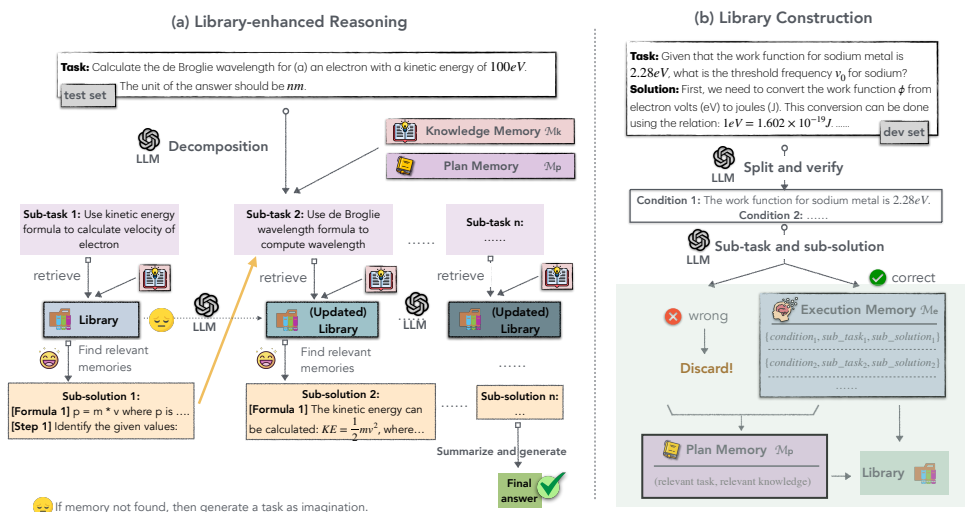 (a) Library-enhanced Reasoning
Task: Calculate the de Broglie wavelength for (a) an electron with a kinetic energy of 100eV.
The unit of the answer should be nm.
test set
LLM
Decomposition
Knowledge Memory Mk
Plan Memory Mp
Sub-task 1: Use kinetic energy
formula to calculate velocity of
electron
Sub-task 2: Use de Broglie
wavelength formula to
compute wavelength
......
Sub-task n:
......
retrieve
retrieve
retrieve
Library
LLM
(Updated)
Library
LLM
(Updated)
Library
Find relevant
memories
Find relevant
memories
......
Sub-solution 1:
[Formula 1] p = m * v where p is ....
[Step 1] Identify the given values:
Sub-solution 2:
[Formula 1] The kinetic energy can
be calculated: KE = 1/2 mv², where...
......
Sub-solution n:
...
Summarize and generate
Final
answer
If memory not found, then generate a task as imagination.
(b) Library Construction
Task: Given that the work function for sodium metal is
2.28eV, what is the threshold frequency ν0 for sodium?
Solution: First, we need to convert the work function ϕ from
electron volts (eV) to joules (J). This conversion can be done
using the relation: 1eV = 1.602 × 10⁻¹⁹J. ......
dev set
LLM
Split and verify
Condition 1: The work function for sodium metal is 2.28eV.
Condition 2: ......
LLM
Sub-task and sub-solution
correct
wrong
Discard!
Execution Memory Me
{condition1, sub_task1, sub_solution1}
{condition2, sub_task2, sub_solution2}
......
Plan Memory Mp
(relevant task, relevant knowledge)
Library